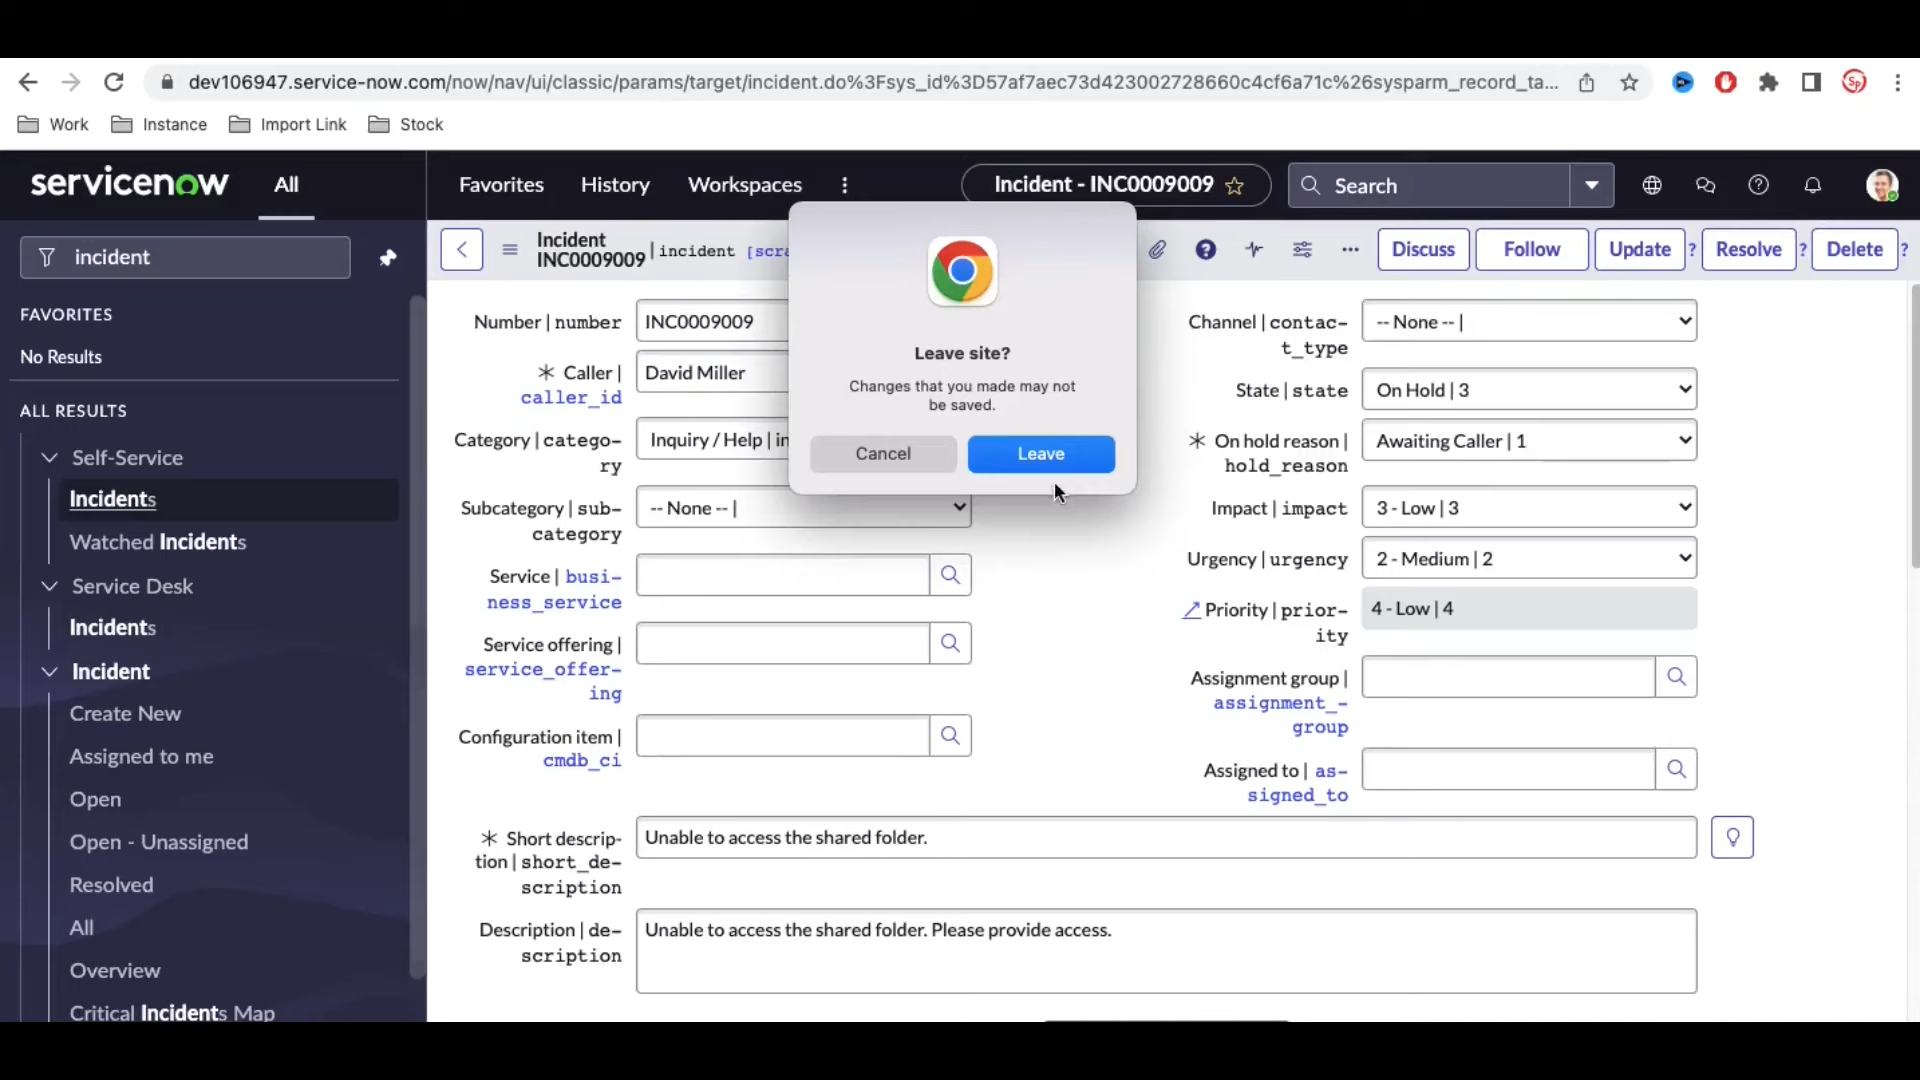 dev106947.service-now.com/now/nav/ui/classic/params/target/incident.do%3Fsys_id%3D57af7aec73d423002728660c4cf6a71c%26sysparm_record_ta...
Sp
Work Instance Import Link Stock
servicenow All Favorites History Workspaces Incident - INC0009009 Search
incident
FAVORITES
No Results
ALL RESULTS
Self-Service
Incidents
Watched Incidents
Service Desk
Incidents
Incident
Create New
Assigned to me
Open
Open - Unassigned
Resolved
All
Overview
Critical Incidents Map
Incident
INC0009009 | incident [scra
Discuss Follow Update ? Resolve ? Delete ?
Number | number INC0009009
* Caller |
caller_id
David Miller
Category | catego-
ry
Inquiry / Help | in
Subcategory | sub-
category
-- None -- |
Service | busi-
ness_service
Service offering |
service_offer-
ing
Configuration item |
cmdb_ci
Channel | contac-
t_type
-- None -- |
State | state On Hold | 3
* On hold reason |
hold_reason
Awaiting Caller | 1
Impact | impact 3 - Low | 3
Urgency | urgency 2 - Medium | 2
Priority | prior-
ity
4 - Low | 4
Assignment group |
assignment_-
group
Assigned to | as-
signed_to
* Short descrip-
tion | short_de-
scription
Unable to access the shared folder.
Description | de-
scription
Unable to access the shared folder. Please provide access.
Leave site?
Changes that you made may not
be saved.
Cancel Leave